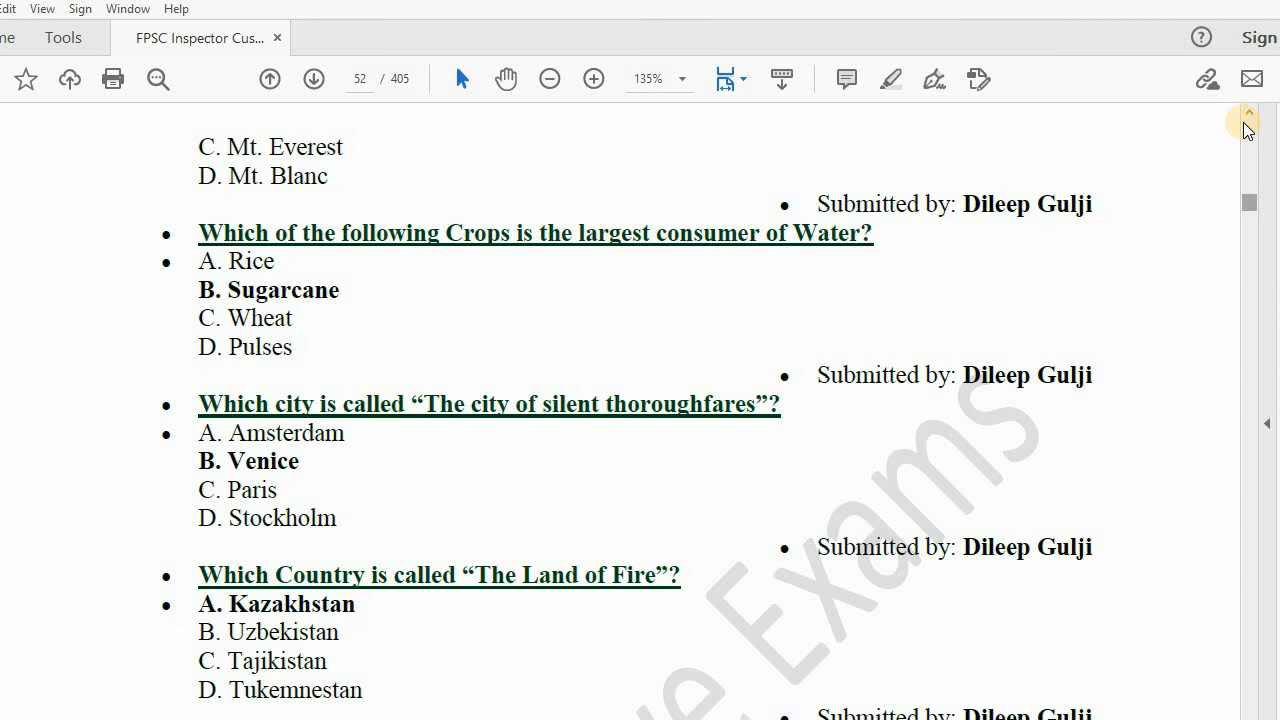 Edit View Sign Window Help
me Tools FPSC Inspector Cus... × Sign
52 / 405 135%
C. Mt. Everest
D. Mt. Blanc
• Submitted by: Dileep Gulji
• Which of the following Crops is the largest consumer of Water?
• A. Rice
B. Sugarcane
C. Wheat
D. Pulses
• Submitted by: Dileep Gulji
• Which city is called “The city of silent thoroughfares”?
• A. Amsterdam
B. Venice
C. Paris
D. Stockholm
• Submitted by: Dileep Gulji
• Which Country is called “The Land of Fire”?
• A. Kazakhstan
B. Uzbekistan
C. Tajikistan
D. Tukemnestan
• Submitted by: Dileep Gulji
ve Exams